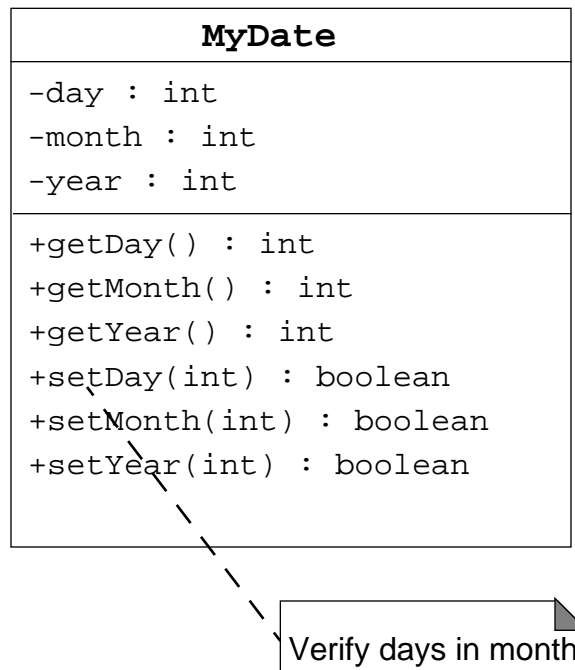 MyDate
-day : int
-month : int
-year : int
+getDay() : int
+getMonth() : int
+getYear() : int
+setDay(int) : boolean
+setMonth(int) : boolean
+setYear(int) : boolean
Verify days in month